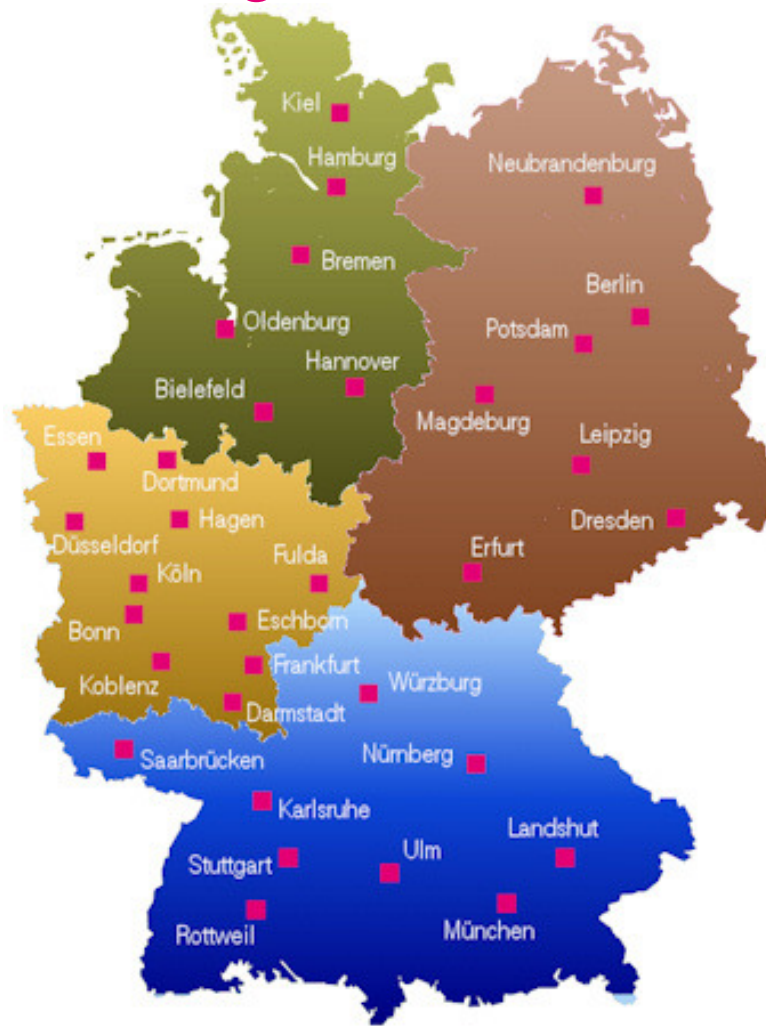 Kiel
Hamburg
Neubrandenburg
Bremen
Berlin
Oldenburg
Potsdam
Hannover
Bielefeld
Magdeburg
Essen
Leipzig
Dortmund
Hagen
Dresden
Düsseldorf
Fulda
Erfurt
Köln
Bonn
Eschborn
Koblenz
Frankfurt
Würzburg
Darmstadt
Saarbrücken
Nürnberg
Karlsruhe
Landshut
Stuttgart
Ulm
Rottweil
München